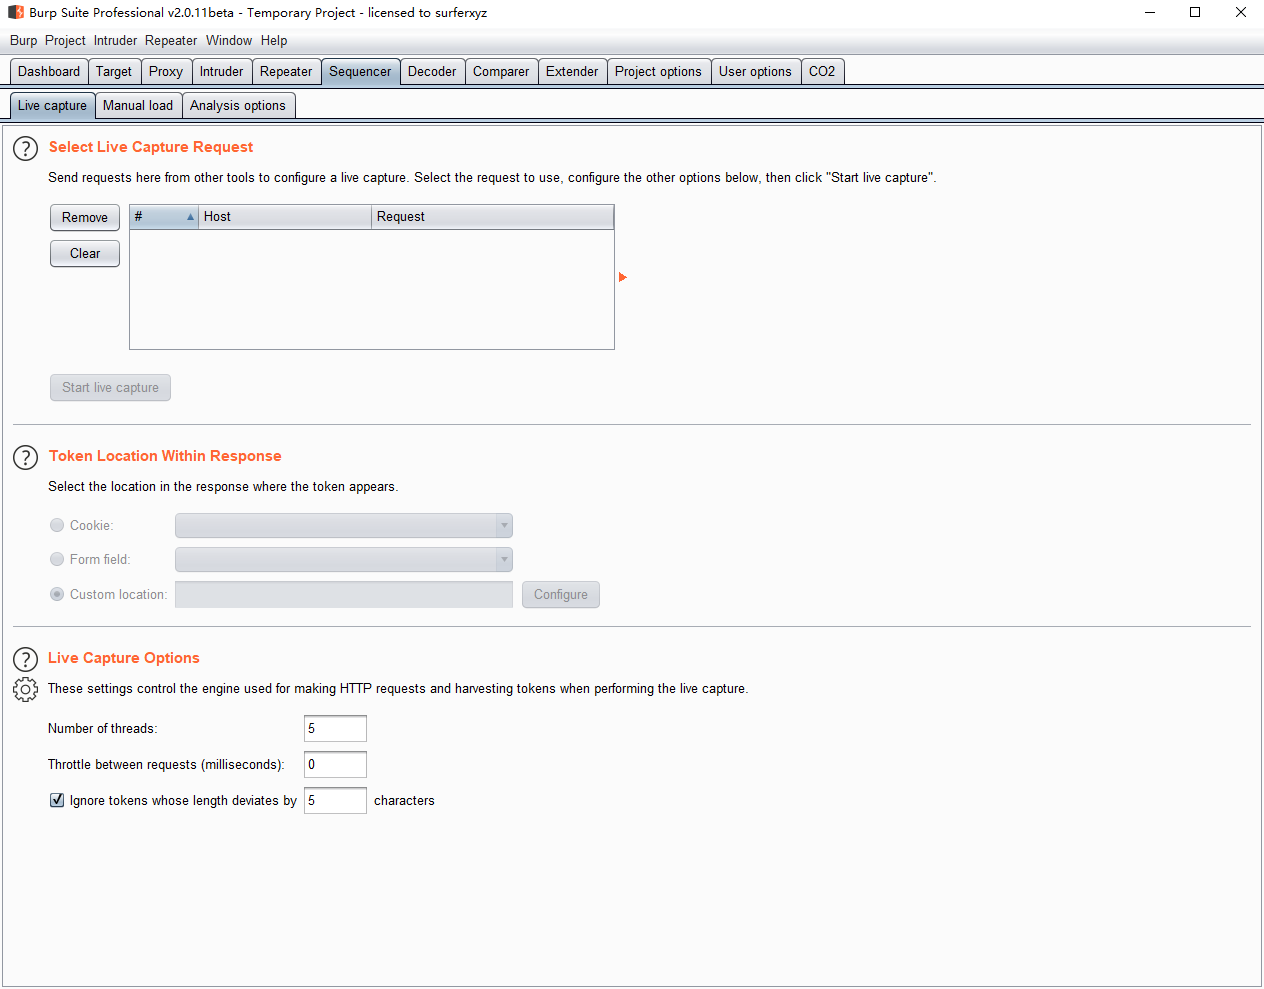 Burp Suite Professional v2.0.11beta - Temporary Project - licensed to surferxyz
Burp Project Intruder Repeater Window Help
Dashboard Target Proxy Intruder Repeater Sequencer Decoder Comparer Extender Project options User options CO2
Live capture Manual load Analysis options
? Select Live Capture Request
Send requests here from other tools to configure a live capture. Select the request to use, configure the other options below, then click "Start live capture".
Remove # Host Request
Clear
Start live capture
? Token Location Within Response
Select the location in the response where the token appears.
Cookie:
Form field:
Custom location: Configure
? Live Capture Options
These settings control the engine used for making HTTP requests and harvesting tokens when performing the live capture.
Number of threads: 5
Throttle between requests (milliseconds): 0
Ignore tokens whose length deviates by 5 characters